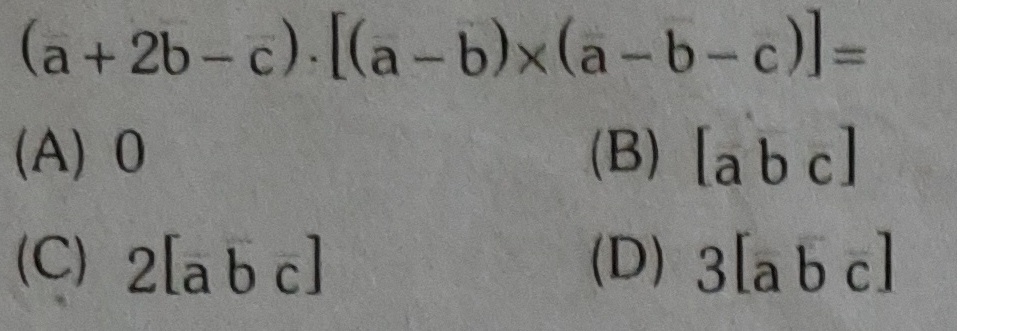 (a̅ + 2b̅ − c̅)·[(a̅ − b̅)×(a̅ − b̅ − c̅)]=
(A) 0 (B) [a̅ b̅ c̅]
(C) 2[a̅ b̅ c̅] (D) 3[a̅ b̅ c̅]